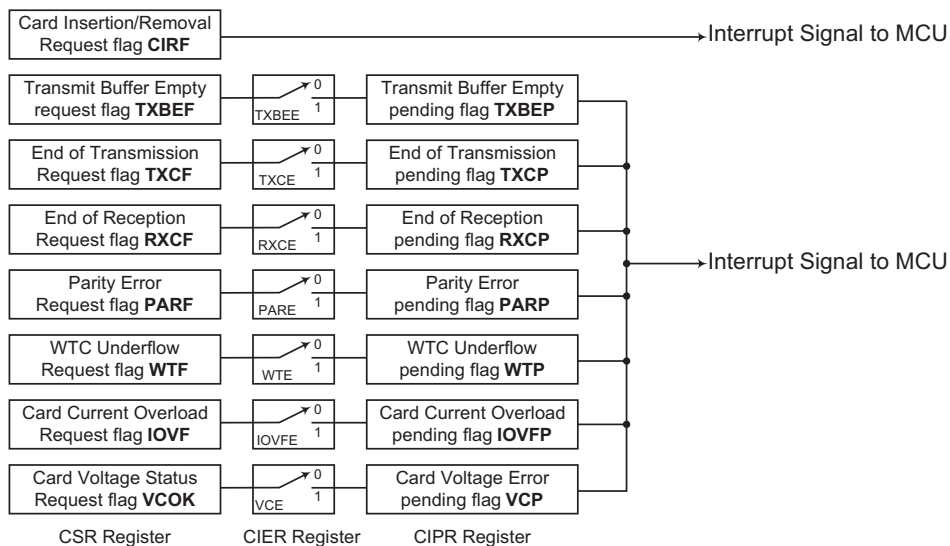 Card Insertion/Removal
Request flag CIRF
Interrupt Signal to MCU
Transmit Buffer Empty
request flag TXBEF
0
1
TXBEE
Transmit Buffer Empty
pending flag TXBEP
End of Transmission
Request flag TXCF
0
1
TXCE
End of Transmission
pending flag TXCP
End of Reception
Request flag RXCF
0
1
RXCE
End of Reception
pending flag RXCP
Interrupt Signal to MCU
Parity Error
Request flag PARF
0
1
PARE
Parity Error
pending flag PARP
WTC Underflow
Request flag WTF
0
1
WTE
WTC Underflow
pending flag WTP
Card Current Overload
Request flag IOVF
0
1
IOVFE
Card Current Overload
pending flag IOVFP
Card Voltage Status
Request flag VCOK
0
1
VCE
Card Voltage Error
pending flag VCP
CSR Register
CIER Register
CIPR Register